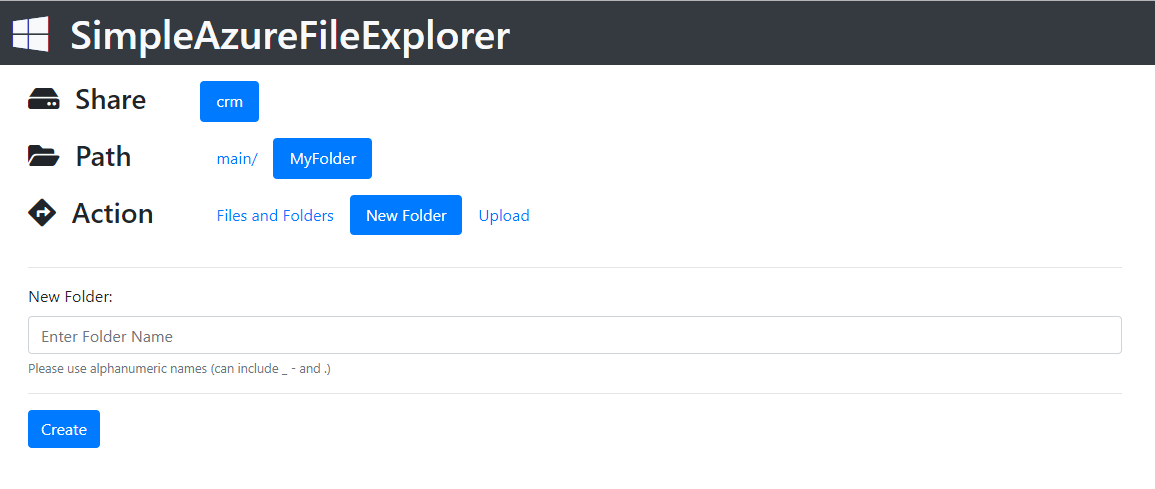 SimpleAzureFileExplorer
Share crm
Path main/ MyFolder
Action Files and Folders New Folder Upload
New Folder:
Enter Folder Name
Please use alphanumeric names (can include _ - and .)
Create